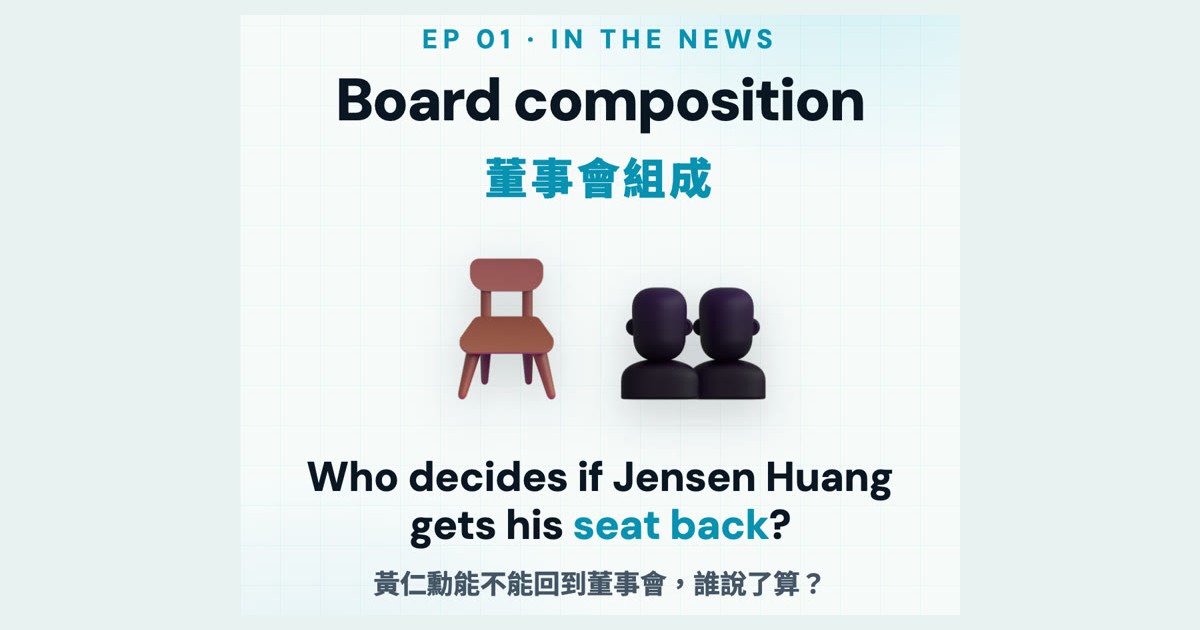 EP 01 · IN THE NEWS
Board composition
董事會組成
Who decides if Jensen Huang
gets his seat back?
黃仁勳能不能回到董事會，誰說了算？